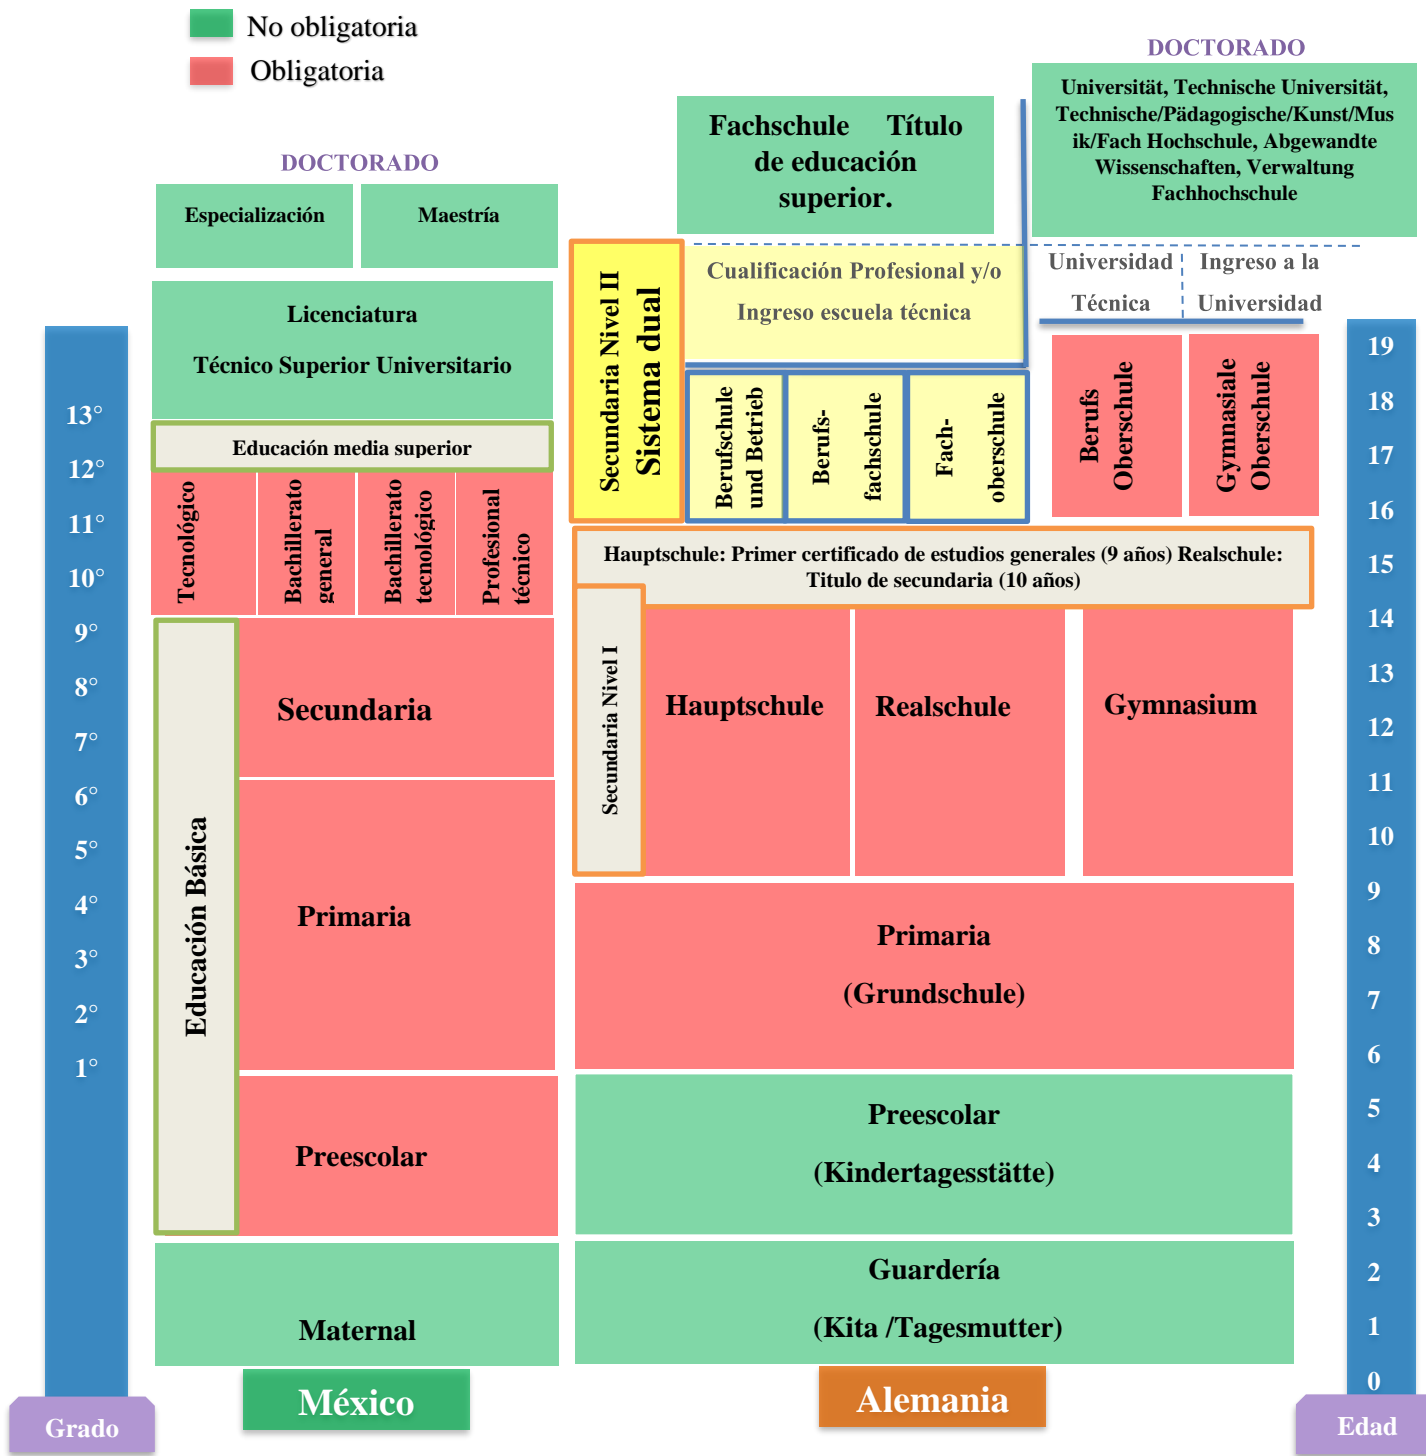 No obligatoria
Obligatoria
DOCTORADO
Especialización
Maestría
Licenciatura
Técnico Superior Universitario
Educación media superior
Tecnológico
Bachillerato
general
Bachillerato
tecnológico
Profesional
técnico
Educación Básica
Secundaria
Primaria
Preescolar
Maternal
México
Grado
13°
12°
11°
10°
9°
8°
7°
6°
5°
4°
3°
2°
1°
Fachschule Título
de educación
superior.
DOCTORADO
Universität, Technische Universität,
Technische/Pädagogische/Kunst/Mus
ik/Fach Hochschule, Abgewandte
Wissenschaften, Verwaltung
Fachhochschule
Secundaria Nivel II
Sistema dual
Cualificación Profesional y/o
Ingreso escuela técnica
Universidad
Técnica
Ingreso a la
Universidad
Berufschule
und Betrieb
Berufs-
fachschule
Fach-
oberschule
Berufs
Oberschule
Gymnasiale
Oberschule
Hauptschule: Primer certificado de estudios generales (9 años) Realschule:
Titulo de secundaria (10 años)
Secundaria Nivel I
Hauptschule
Realschule
Gymnasium
Primaria
(Grundschule)
Preescolar
(Kindertagesstätte)
Guardería
(Kita /Tagesmutter)
Alemania
19
18
17
16
15
14
13
12
11
10
9
8
7
6
5
4
3
2
1
0
Edad